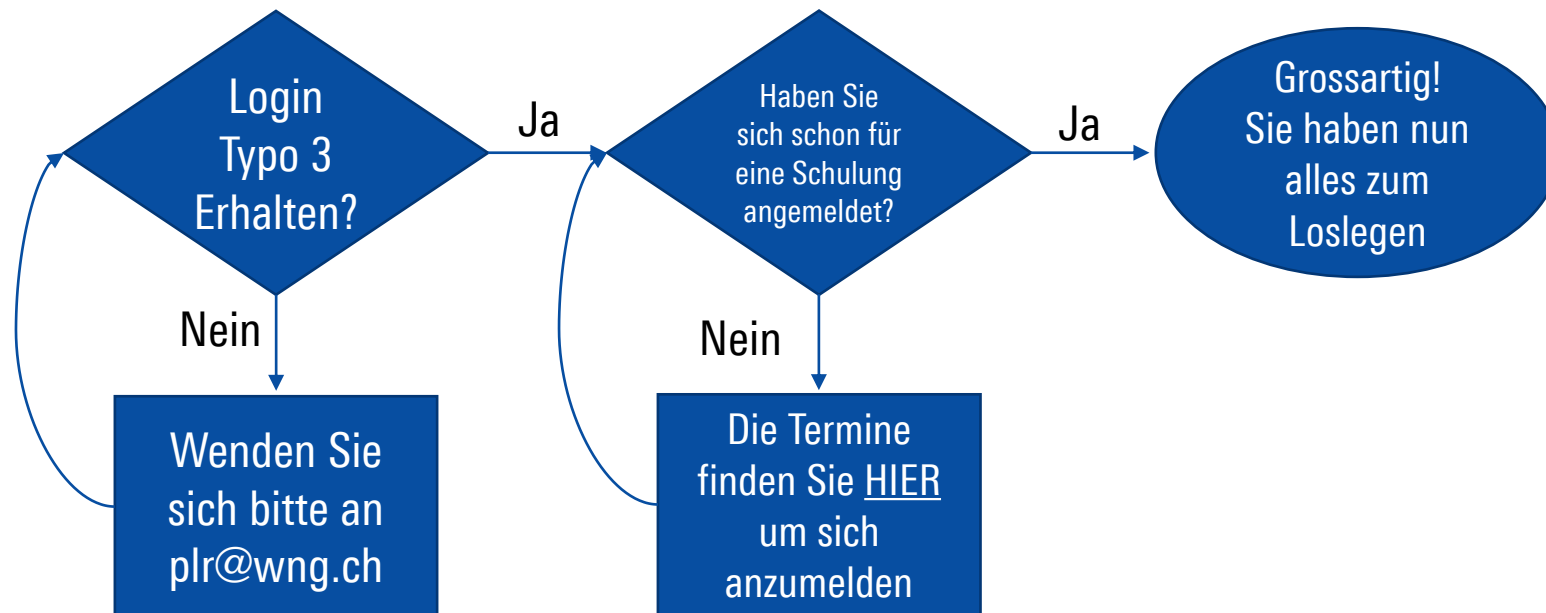 Login
Typo 3
Erhalten?
Ja
Haben Sie
sich schon für
eine Schulung
angemeldet?
Ja
Grossartig!
Sie haben nun
alles zum
Loslegen
Nein
Wenden Sie
sich bitte an
plr@wng.ch
Nein
Die Termine
finden Sie HIER
um sich
anzumelden